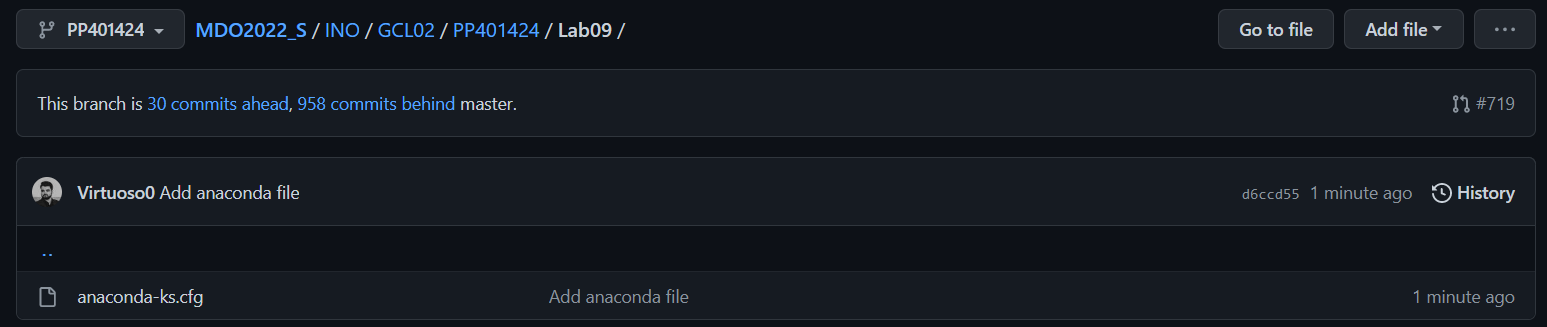 PP401424 MDO2022_S / INO / GCL02 / PP401424 / Lab09 / Go to file Add file ...
This branch is 30 commits ahead, 958 commits behind master. #719
Virtuoso0 Add anaconda file d6ccd55 1 minute ago History
..
anaconda-ks.cfg Add anaconda file 1 minute ago